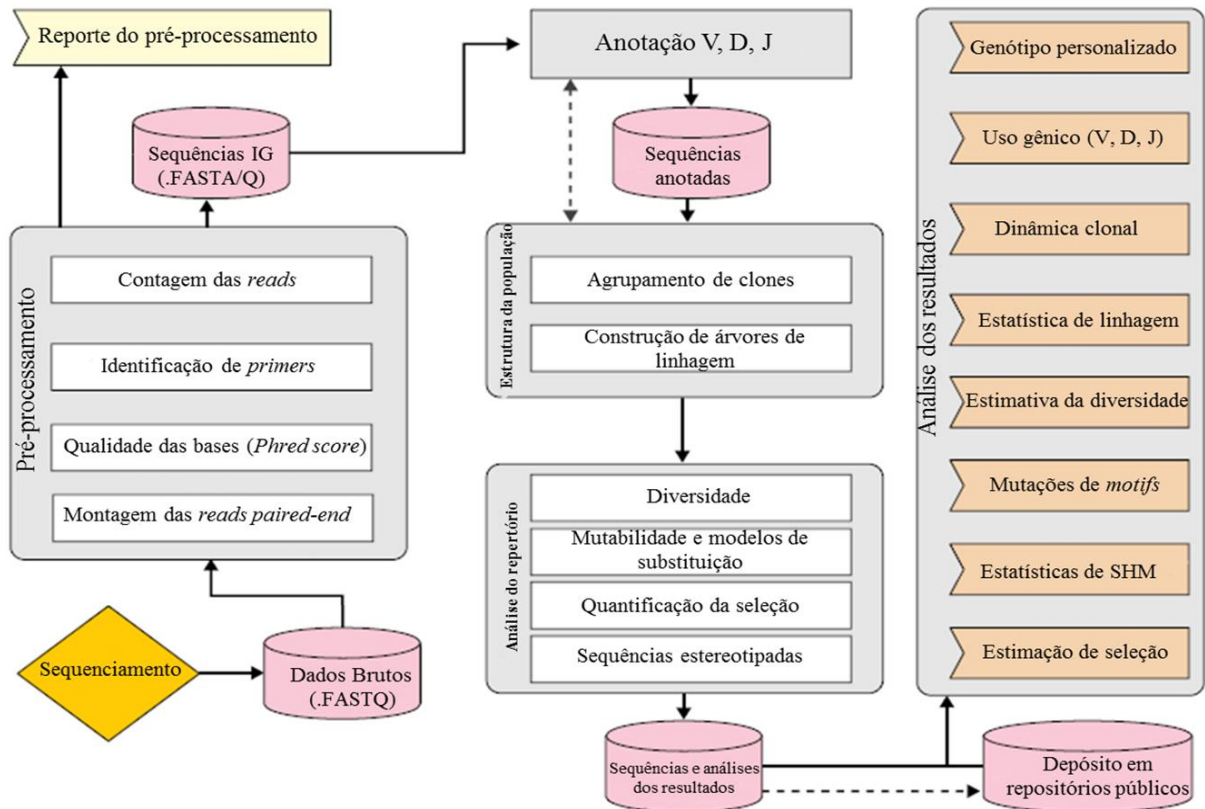 Reporte do pré-processamento
Sequências IG
(.FASTA/Q)
Pré-processamento
Contagem das reads
Identificação de primers
Qualidade das bases (Phred score)
Montagem das reads paired-end
Sequenciamento
Dados Brutos
(.FASTQ)
Anotação V, D, J
Sequências
anotadas
Estrutura da população
Agrupamento de clones
Construção de árvores de
linhagem
Análise do repertório
Diversidade
Mutabilidade e modelos de
substituição
Quantificação da seleção
Sequências estereotipadas
Sequências e análises
dos resultados
Depósito em
repositórios públicos
Análise dos resultados
Genótipo personalizado
Uso gênico (V, D, J)
Dinâmica clonal
Estatística de linhagem
Estimativa da diversidade
Mutações de motifs
Estatísticas de SHM
Estimação de seleção